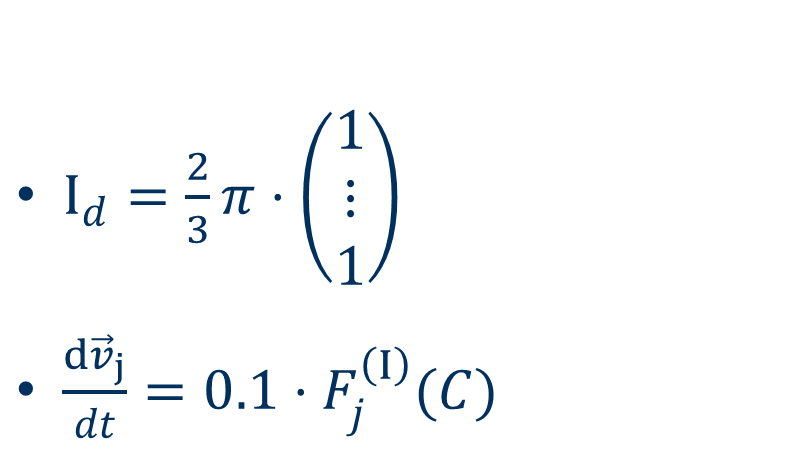 • I_d = 2/3 π · (1 ⋮ 1)
• dv⃗_j/dt = 0.1 · F_j^(I)(C)